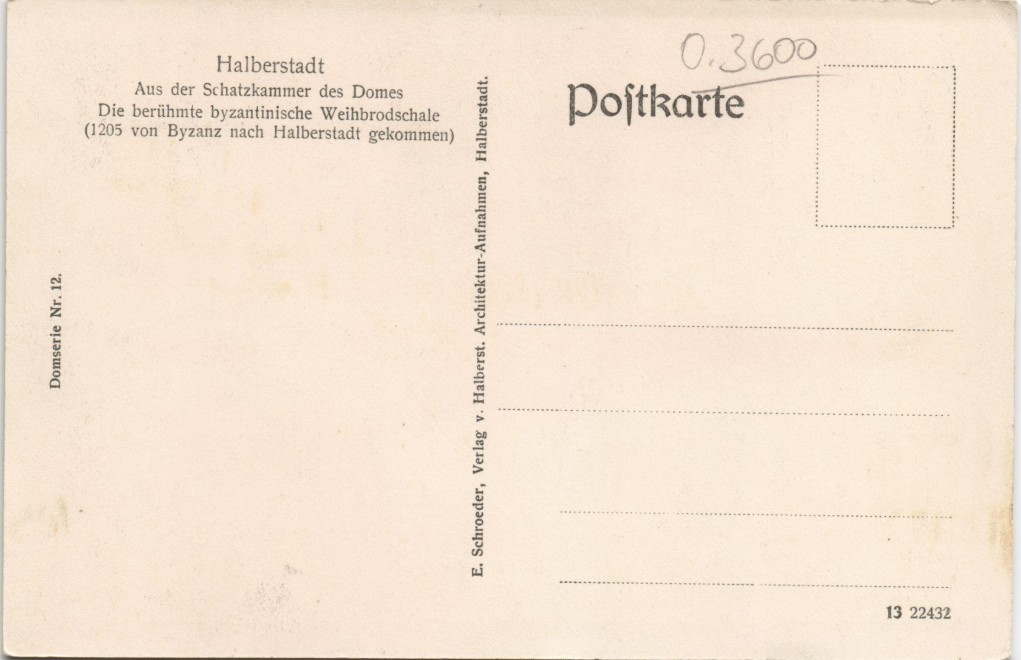 Halberstadt
Aus der Schatzkammer des Domes
Die berühmte byzantinische Weihbrodschale
(1205 von Byzanz nach Halberstadt gekommen)
Domserie Nr. 12.
E. Schroeder, Verlag v. Halberst. Architektur-Aufnahmen, Halberstadt.
0.3600
Poſtkarte
13 22432